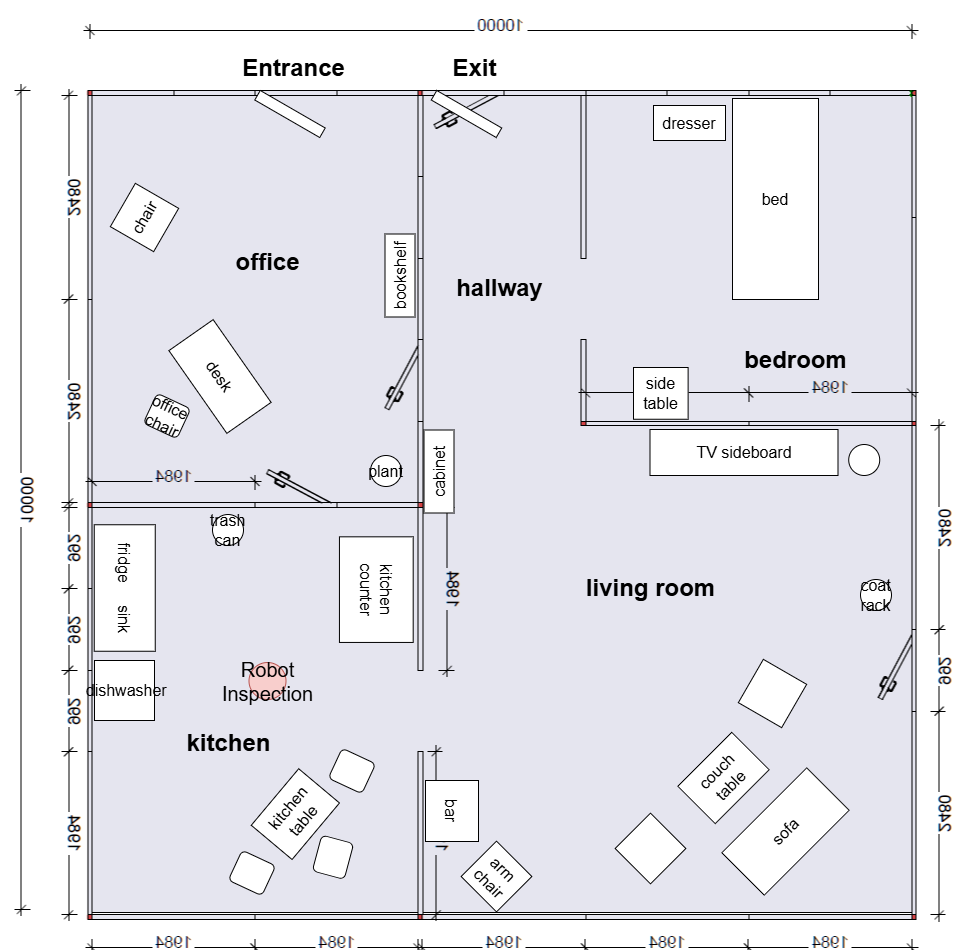 10000
Entrance
Exit
dresser
bed
2480
chair
office
bookshelf
hallway
desk
bedroom
side
table
1984
2480
office
chair
10000
1984
plant
cabinet
TV sideboard
trash
can
992
fridge
sink
kitchen
counter
1984
living room
coat
rack
2480
992
Robot
Inspection
dishwasher
992
992
kitchen
kitchen
table
bar
arm
chair
couch
table
sofa
1984
2480
1984
1984
1984
1984
1984